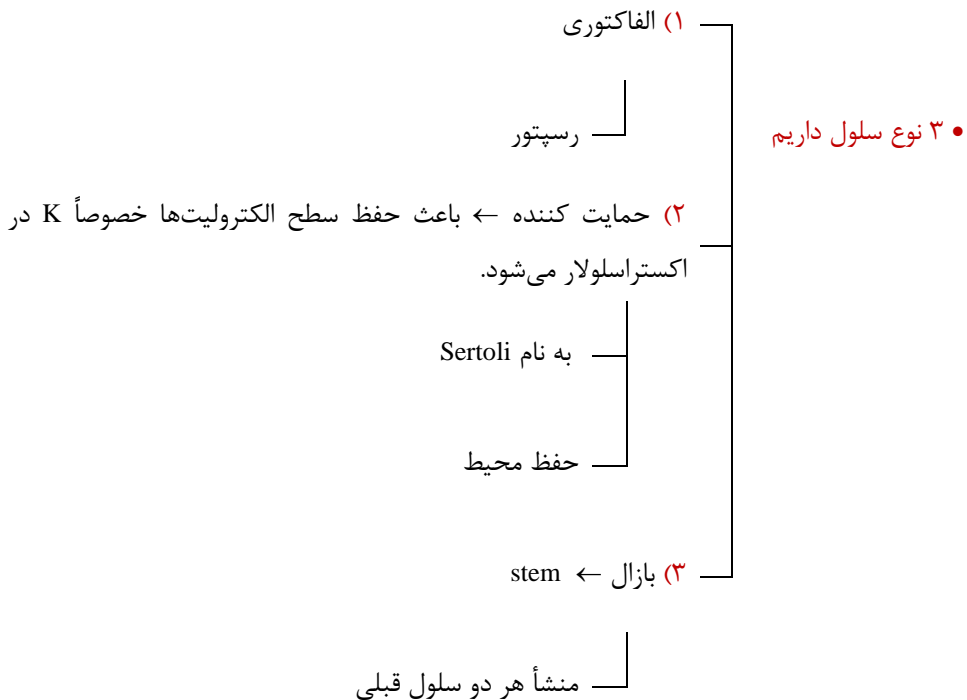 • ۳ نوع سلول داریم
۱) الفاکتوری
رسپتور
۲) حمایت کننده ← باعث حفظ سطح الکترولیت‌ها خصوصاً K در
اکستراسلولار می‌شود.
به نام Sertoli
حفظ محیط
۳) بازال ← stem
منشأ هر دو سلول قبلی